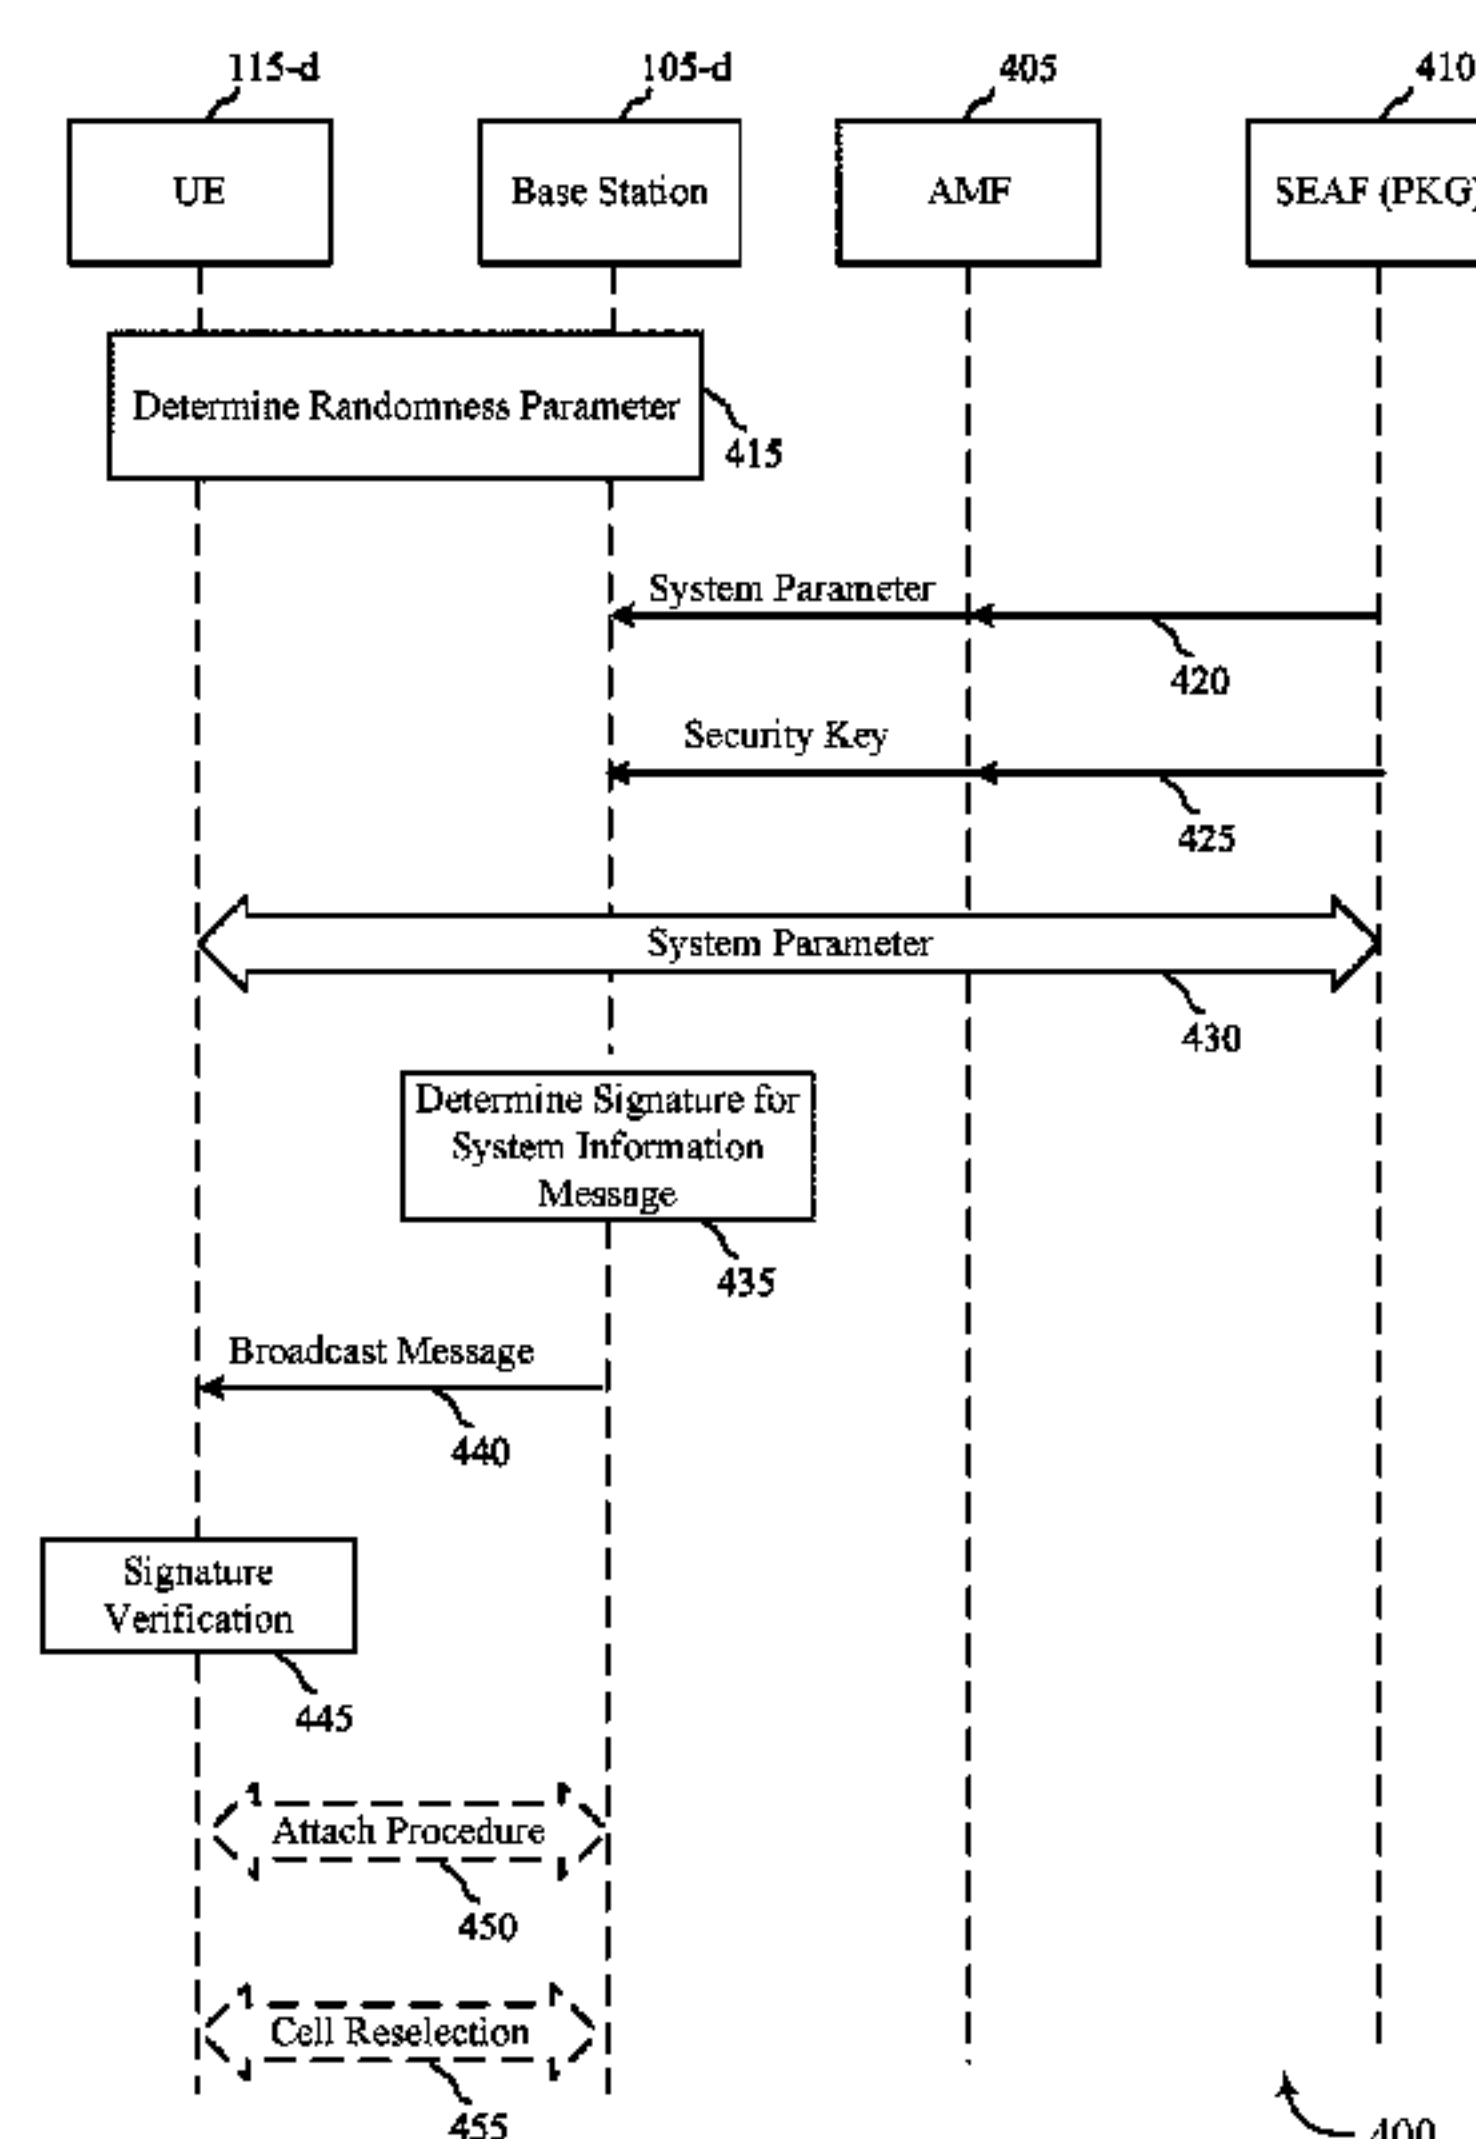 115-d
105-d
405
410
UE
Base Station
AMF
SEAF (PKG)
Determine Randomness Parameter
415
System Parameter
420
Security Key
425
System Parameter
430
Determine Signature for
System Information
Message
435
Broadcast Message
440
Signature
Verification
445
Attach Procedure
450
Cell Reselection
455
400